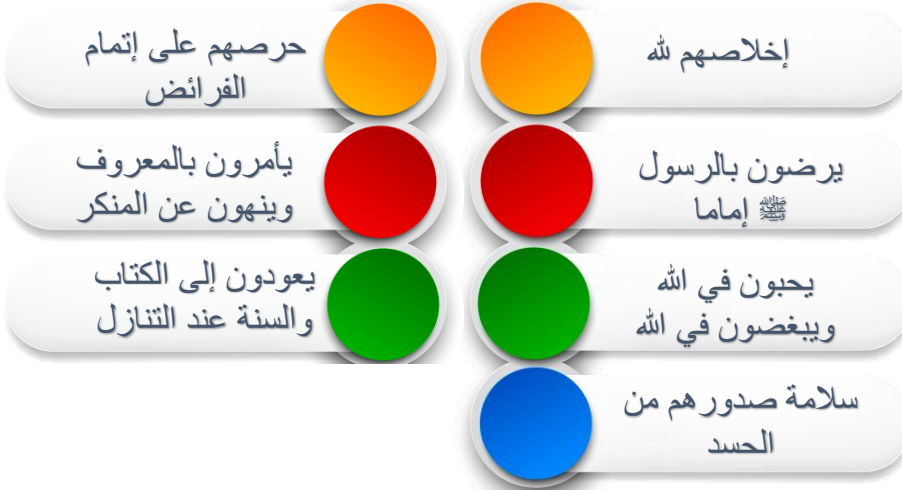 إخلاصهم لله
يرضون بالرسول
ﷺ إماما
يحبون في الله
ويبغضون في الله
سلامة صدورهم من
الحسد
حرصهم على إتمام
الفرائض
يأمرون بالمعروف
وينهون عن المنكر
يعودون إلى الكتاب
والسنة عند التنازل